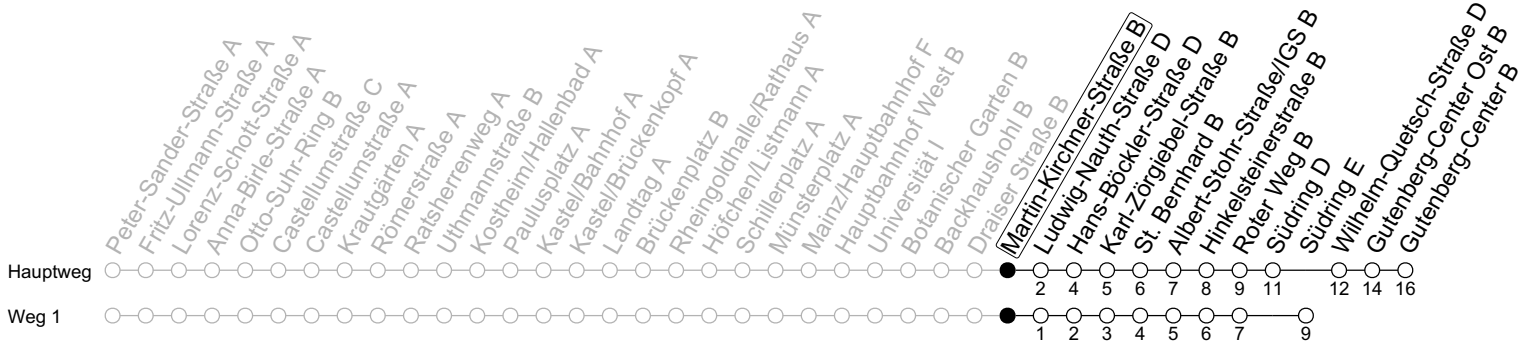 Peter-Sander-Straße A
Fritz-Ullmann-Straße A
Lorenz-Schott-Straße A
Anna-Birle-Straße A
Otto-Suhr-Ring B
Castellumstraße C
Castellumstraße A
Krautgärten A
Römerstraße A
Ratsherrenweg A
Uthmannstraße B
Kostheim/Hallenbad A
Paulusplatz A
Kastel/Bahnhof A
Kastel/Brückenkopf A
Landtag A
Brückenplatz B
Rheingoldhalle/Rathaus A
Höfchen/Listmann A
Schillerplatz A
Münsterplatz A
Mainz/Hauptbahnhof F
Hauptbahnhof West B
Universität I
Botanischer Garten B
Backhaushohl B
Draiser Straße B
Martin-Kirchner-Straße B
Ludwig-Nauth-Straße D
Hans-Böckler-Straße D
Karl-Zörgiebel-Straße B
St. Bernhard B
Albert-Stohr-Straße/IGS B
Hinkelsteinerstraße B
Roter Weg B
Südring D
Südring E
Wilhelm-Quetsch-Straße D
Gutenberg-Center Ost B
Gutenberg-Center B
Hauptweg
2 4 5 6 7 8 9 11 12 14 16
Weg 1
1 2 3 4 5 6 7 9